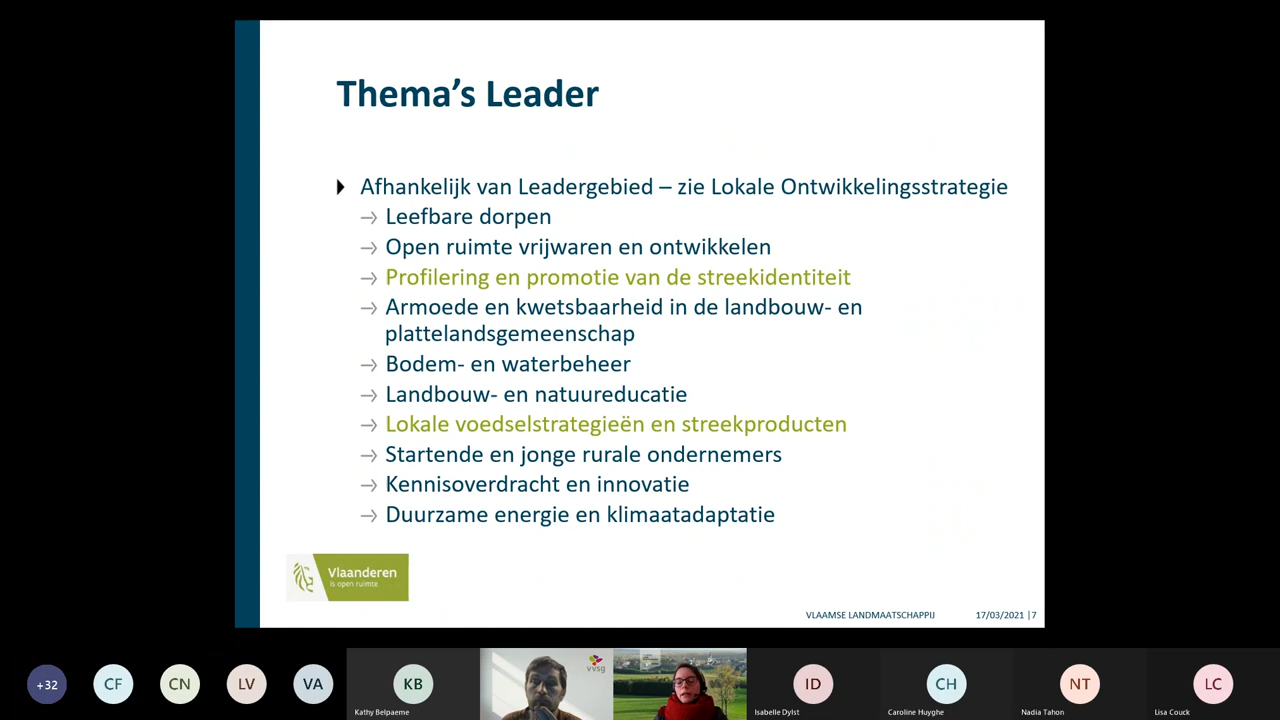 Thema's Leader
Afhankelijk van Leadergebied – zie Lokale Ontwikkelingsstrategie
Leefbare dorpen
Open ruimte vrijwaren en ontwikkelen
Profilering en promotie van de streekidentiteit
Armoede en kwetsbaarheid in de landbouw- en
plattelandsgemeenschap
Bodem- en waterbeheer
Landbouw- en natuureducatie
Lokale voedselstrategieën en streekproducten
Startende en jonge rurale ondernemers
Kennisoverdracht en innovatie
Duurzame energie en klimaatadaptatie
Vlaanderen
is open ruimte
VLAAMSE LANDMAATSCHAPPIJ 17/03/2021 |7
+32 CF CN LV VA KB vvsg ID CH NT LC
Kathy Belpaeme Isabelle Dylst Caroline Huyghe Nadia Tahon Lisa Couck